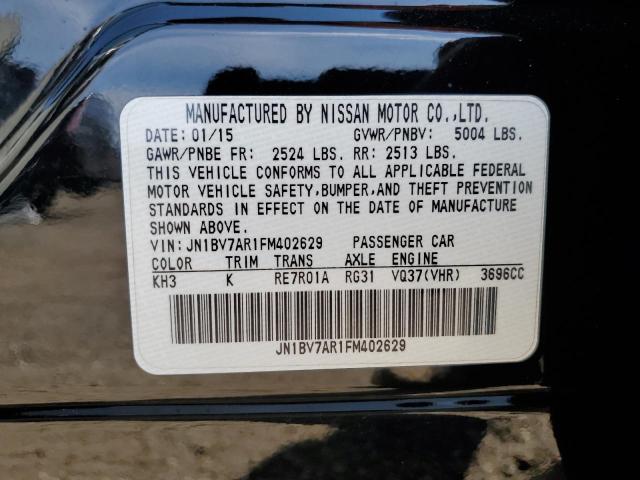 MANUFACTURED BY NISSAN MOTOR CO.,LTD.
DATE: 01/15 GVWR/PNBV: 5004 LBS.
GAWR/PNBE FR: 2524 LBS. RR: 2513 LBS.
THIS VEHICLE CONFORMS TO ALL APPLICABLE FEDERAL
MOTOR VEHICLE SAFETY,BUMPER,AND THEFT PREVENTION
STANDARDS IN EFFECT ON THE DATE OF MANUFACTURE
SHOWN ABOVE.
VIN: JN1BV7AR1FM402629 PASSENGER CAR
COLOR TRIM TRANS AXLE ENGINE
KH3 K RE7R01A RG31 VQ37(VHR) 3696CC
JN1BV7AR1FM402629